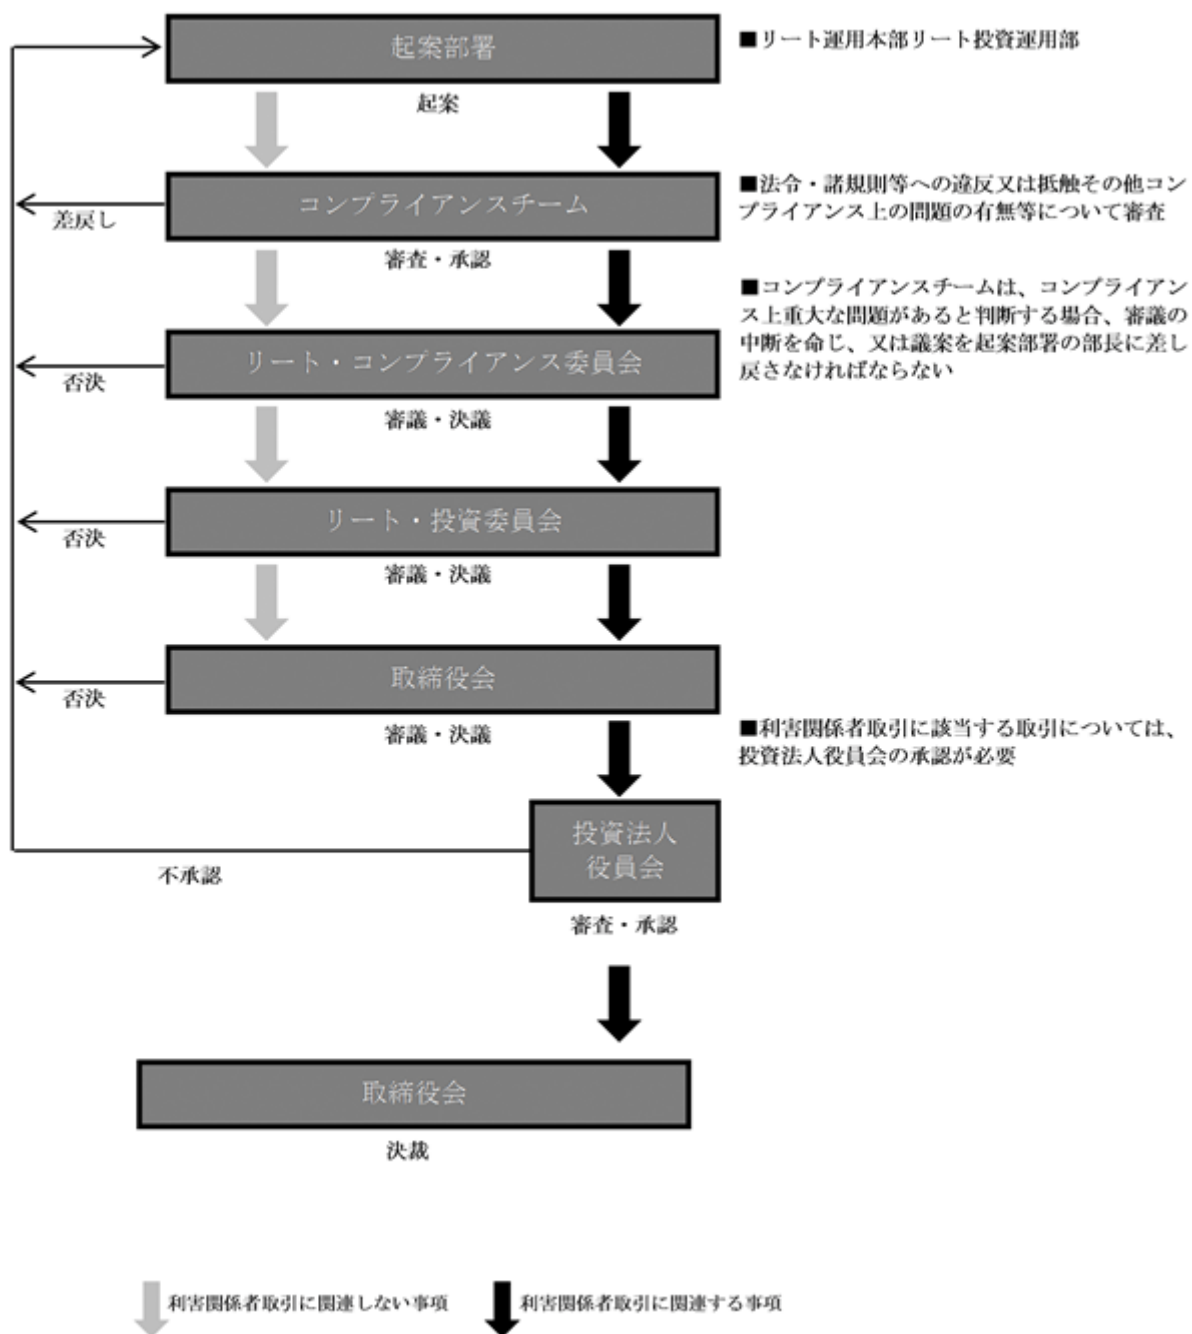 起案部署
■リート運用本部リート投資運用部
起案
コンプライアンスチーム
■法令・諸規則等への違反又は抵触その他コン
プライアンス上の問題の有無等について審査
差戻し
審査・承認
■コンプライアンスチームは、コンプライアン
ス上重大な問題があると判断する場合、審議の
中断を命じ、又は議案を起案部署の部長に差し
戻さなければならない
リート・コンプライアンス委員会
否決
審議・決議
リート・投資委員会
否決
審議・決議
取締役会
否決
審議・決議
■利害関係者取引に該当する取引については、
投資法人役員会の承認が必要
投資法人
役員会
不承認
審査・承認
取締役会
決裁
利害関係者取引に関連しない事項
利害関係者取引に関連する事項